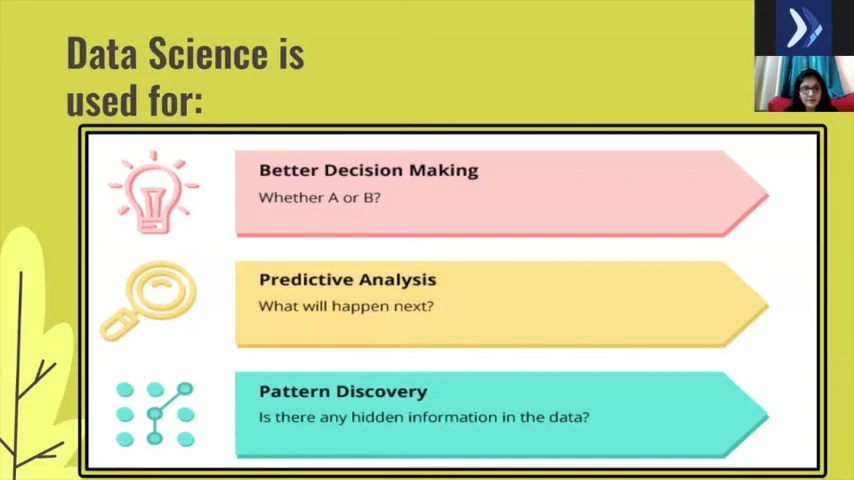 Data Science is
used for:
Better Decision Making
Whether A or B?
Predictive Analysis
What will happen next?
Pattern Discovery
Is there any hidden information in the data?